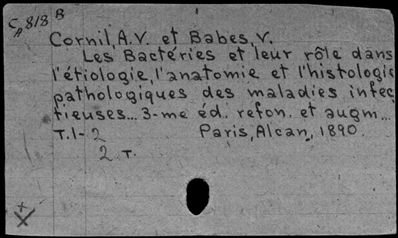 C A 818 B
Cornil, A.V. et Babes V.
Les Bactéries et leur rôle dans
l'étiologie, l'anatomie et l'histologie
pathologiques des maladies infec
tieuses... 3-me éd. refon. et augm...
T.1-2 Paris, Alcan, 1890.
2 T.